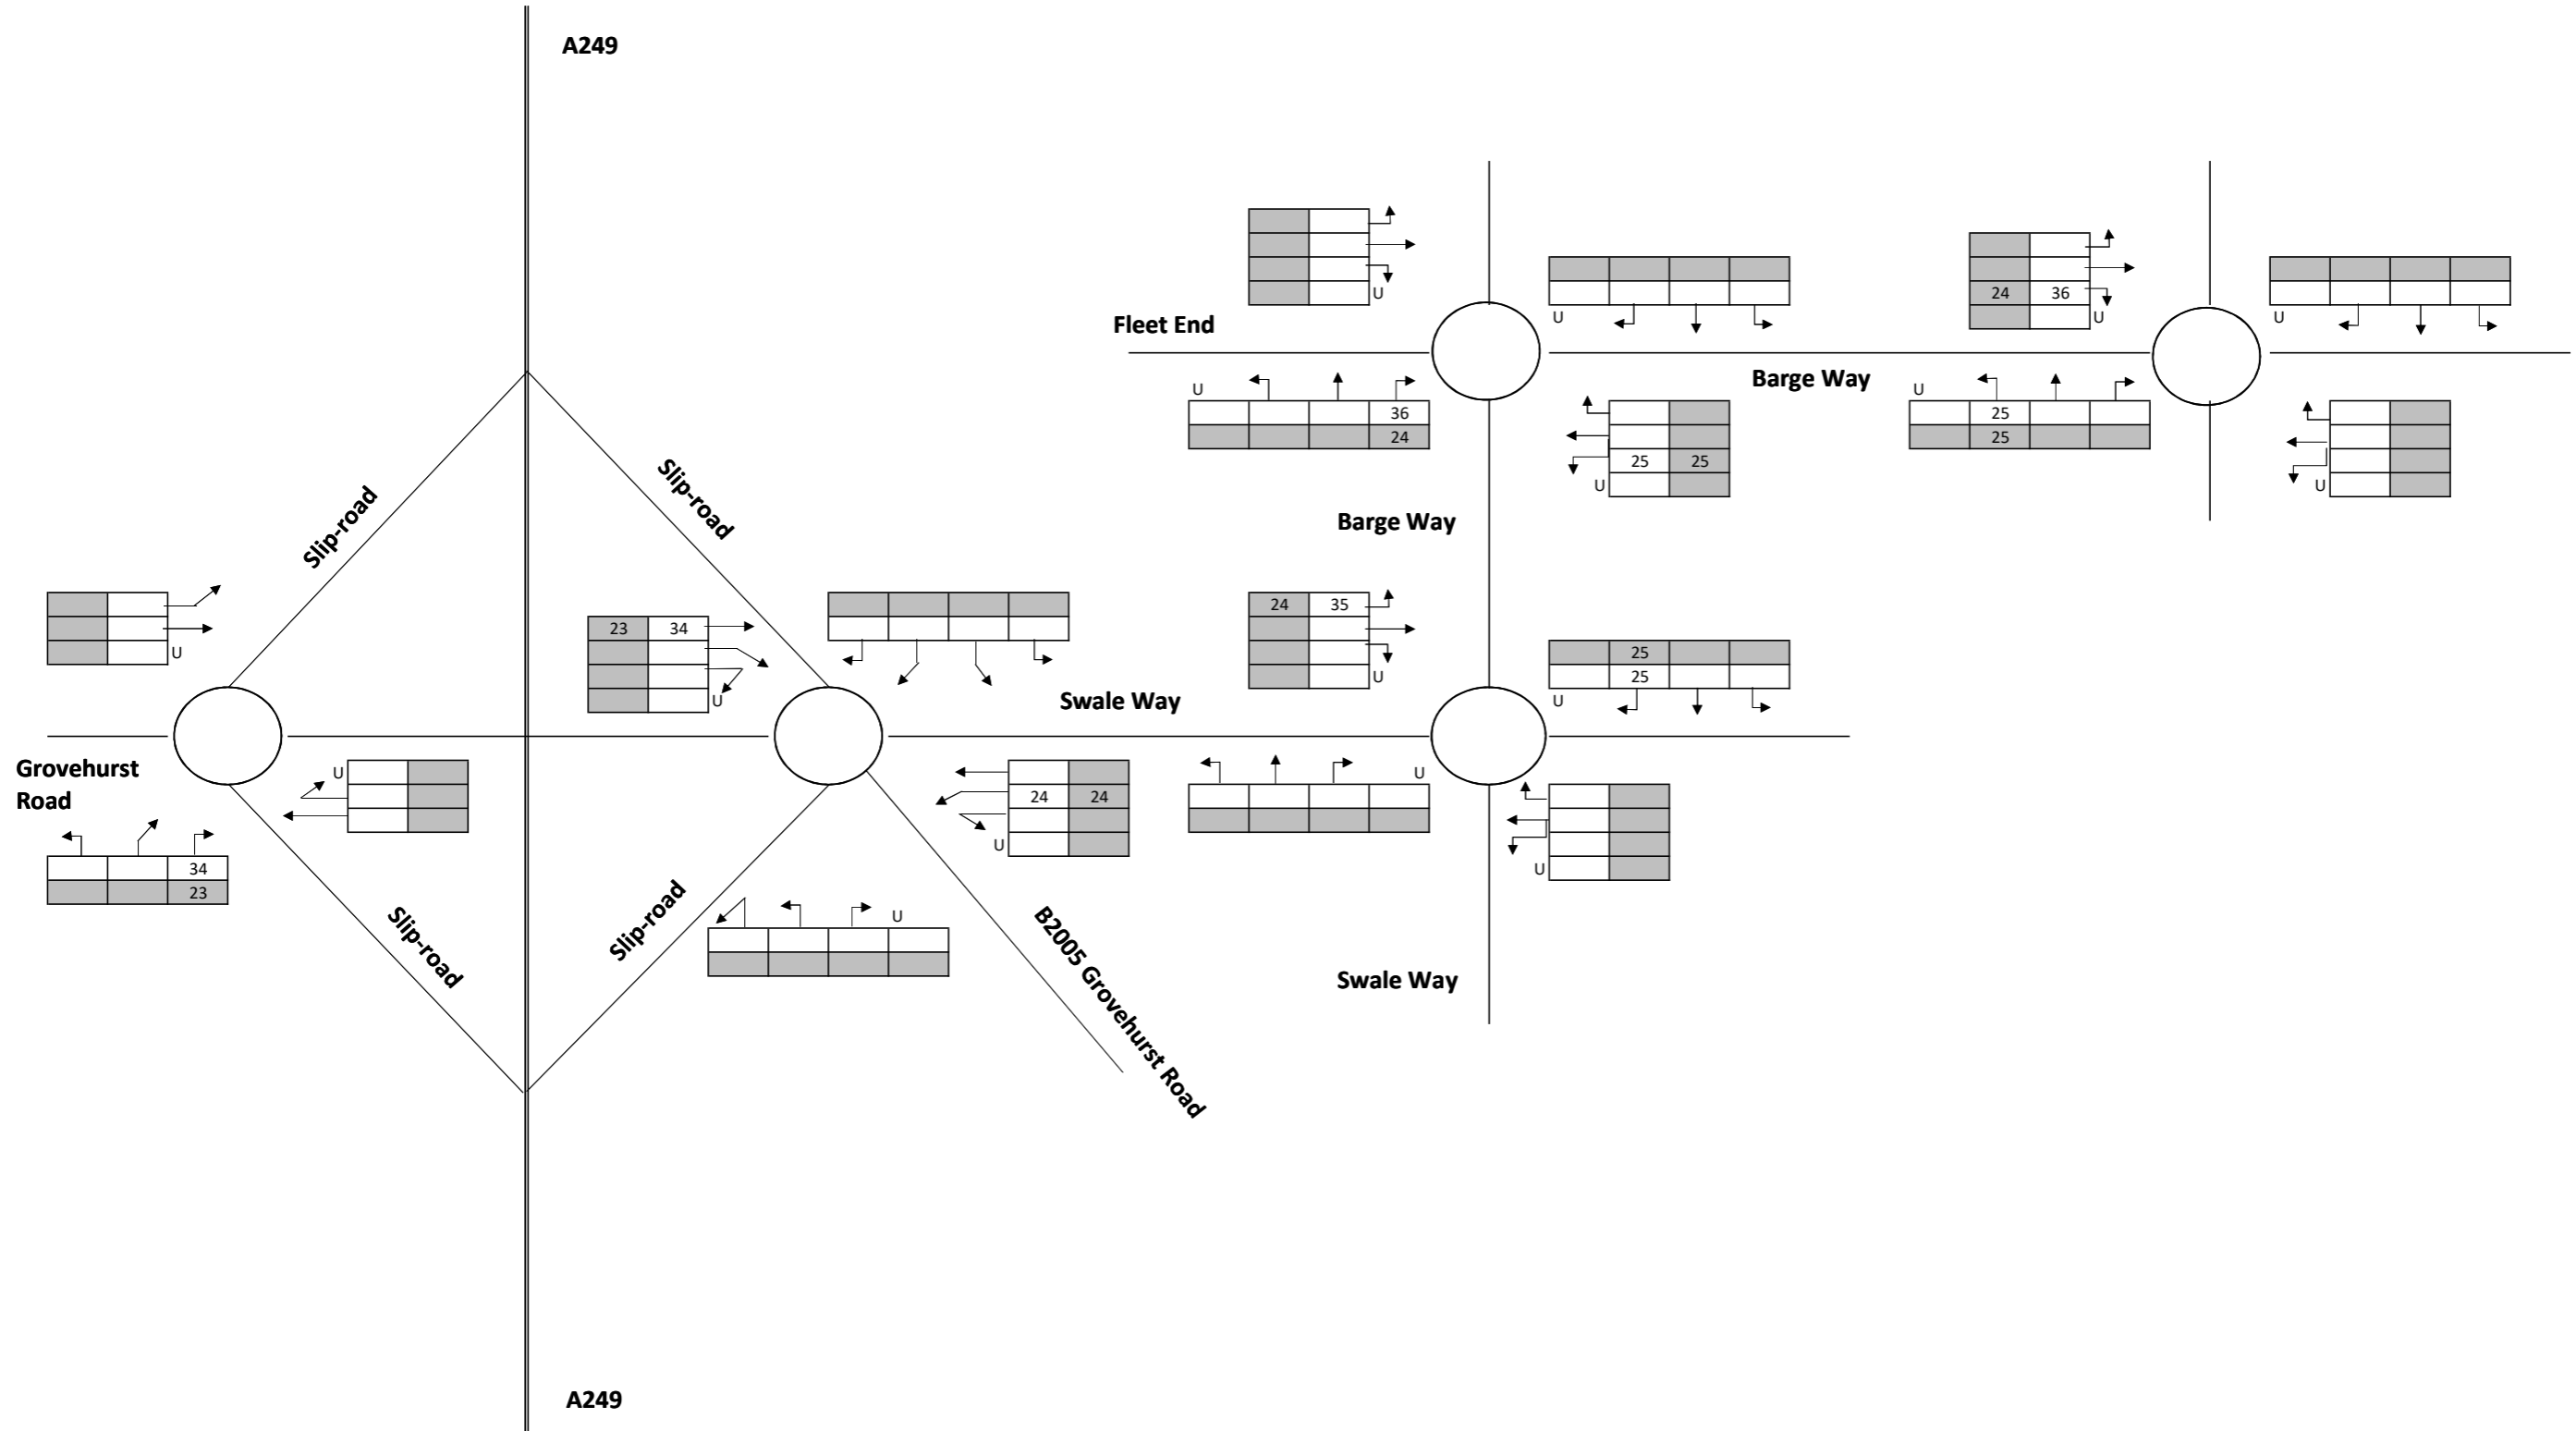 A249
U
U
24 36
U
U
Fleet End
Barge Way
U
36
24
25 25
U
U
25
25
U
Slip-road
Slip-road
Barge Way
U
23 34
U
24 35
U
25
25
U
Swale Way
Grovehurst
Road
U
34
23
24 24
U
U
U
Slip-road
Slip-road
U
B2005 Grovehurst Road
Swale Way
A249